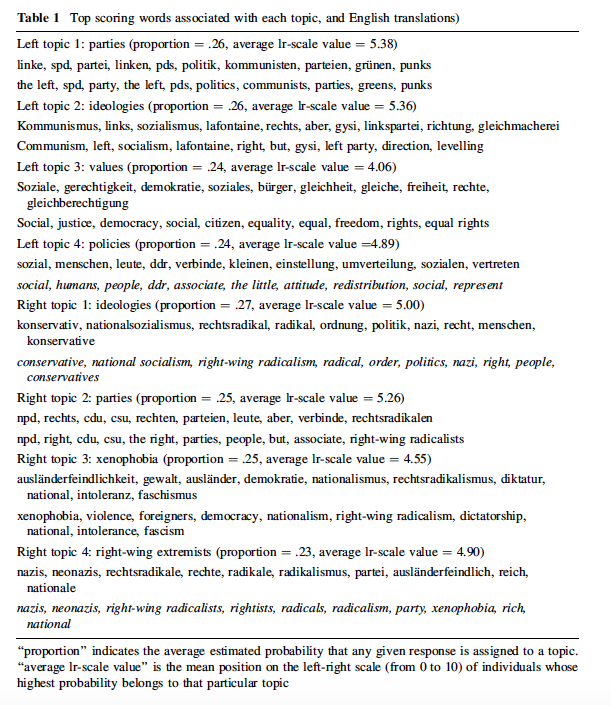 Table 1 Top scoring words associated with each topic, and English translations)
Left topic 1: parties (proportion = .26, average lr-scale value = 5.38)
linke, spd, partei, linken, pds, politik, kommunisten, parteien, grünen, punks
the left, spd, party, the left, pds, politics, communists, parties, greens, punks
Left topic 2: ideologies (proportion = .26, average lr-scale value = 5.36)
Kommunismus, links, sozialismus, lafontaine, rechts, aber, gysi, linkspartei, richtung, gleichmacherei
Communism, left, socialism, lafontaine, right, but, gysi, left party, direction, levelling
Left topic 3: values (proportion = .24, average lr-scale value = 4.06)
Soziale, gerechtigkeit, demokratie, soziales, bürger, gleichheit, gleiche, freiheit, rechte,
gleichberechtigung
Social, justice, democracy, social, citizen, equality, equal, freedom, rights, equal rights
Left topic 4: policies (proportion = .24, average lr-scale value =4.89)
sozial, menschen, leute, ddr, verbinde, kleinen, einstellung, umverteilung, sozialen, vertreten
social, humans, people, ddr, associate, the little, attitude, redistribution, social, represent
Right topic 1: ideologies (proportion = .27, average lr-scale value = 5.00)
konservativ, nationalsozialismus, rechtsradikal, radikal, ordnung, politik, nazi, recht, menschen,
konservative
conservative, national socialism, right-wing radicalism, radical, order, politics, nazi, right, people,
conservatives
Right topic 2: parties (proportion = .25, average lr-scale value = 5.26)
npd, rechts, cdu, csu, rechten, parteien, leute, aber, verbinde, rechtsradikalen
npd, right, cdu, csu, the right, parties, people, but, associate, right-wing radicalists
Right topic 3: xenophobia (proportion = .25, average lr-scale value = 4.55)
ausländerfeindlichkeit, gewalt, ausländer, demokratie, nationalismus, rechtsradikalismus, diktatur,
national, intoleranz, faschismus
xenophobia, violence, foreigners, democracy, nationalism, right-wing radicalism, dictatorship,
national, intolerance, fascism
Right topic 4: right-wing extremists (proportion = .23, average lr-scale value = 4.90)
nazis, neonazis, rechtsradikale, rechte, radikale, radikalismus, partei, ausländerfeindlich, reich,
nationale
nazis, neonazis, right-wing radicalists, rightists, radicals, radicalism, party, xenophobia, rich,
national
“proportion” indicates the average estimated probability that any given response is assigned to a topic.
“average lr-scale value” is the mean position on the left-right scale (from 0 to 10) of individuals whose
highest probability belongs to that particular topic